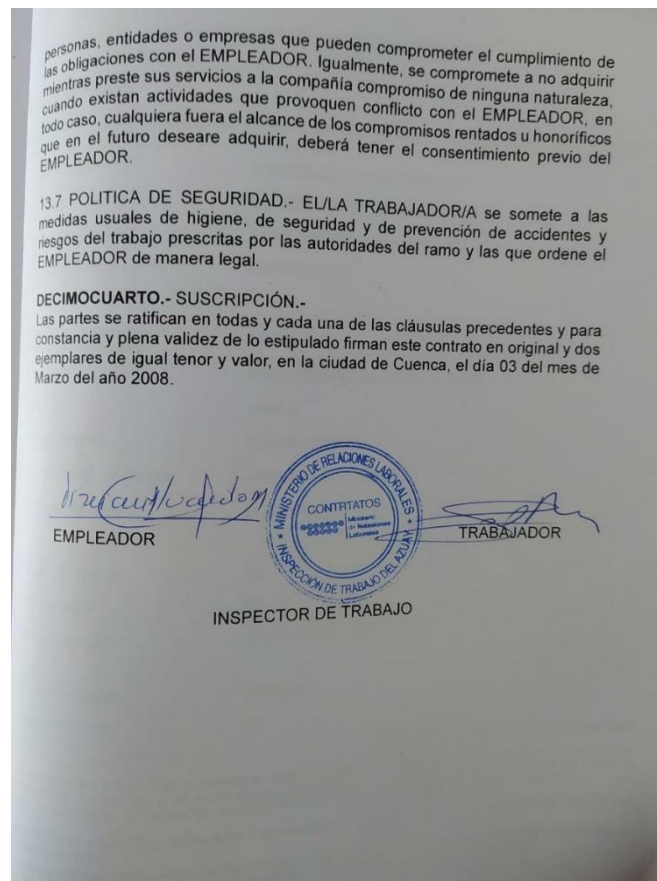 personas, entidades o empresas que pueden comprometer el cumplimiento de
las obligaciones con el EMPLEADOR. Igualmente, se compromete a no adquirir
mientras preste sus servicios a la compañía compromiso de ninguna naturaleza,
cuando existan actividades que provoquen conflicto con el EMPLEADOR, en
todo caso, cualquiera fuera el alcance de los compromisos rentados u honoríficos
que en el futuro deseare adquirir, deberá tener el consentimiento previo del
EMPLEADOR.
13.7 POLITICA DE SEGURIDAD.- EL/LA TRABAJADOR/A se somete a las
medidas usuales de higiene, de seguridad y de prevención de accidentes y
riesgos del trabajo prescritas por las autoridades del ramo y las que ordene el
EMPLEADOR de manera legal.
DECIMOCUARTO.- SUSCRIPCIÓN.-
Las partes se ratifican en todas y cada una de las cláusulas precedentes y para
constancia y plena validez de lo estipulado firman este contrato en original y dos
ejemplares de igual tenor y valor, en la ciudad de Cuenca, el día 03 del mes de
Marzo del año 2008.
MINISTERIO DE RELACIONES LABORALES
CONTRTATOS
Ministerio
de Relaciones
Laborales
INSPECCIÓN DE TRABAJO DEL AZUAY
EMPLEADOR
TRABAJADOR
INSPECTOR DE TRABAJO